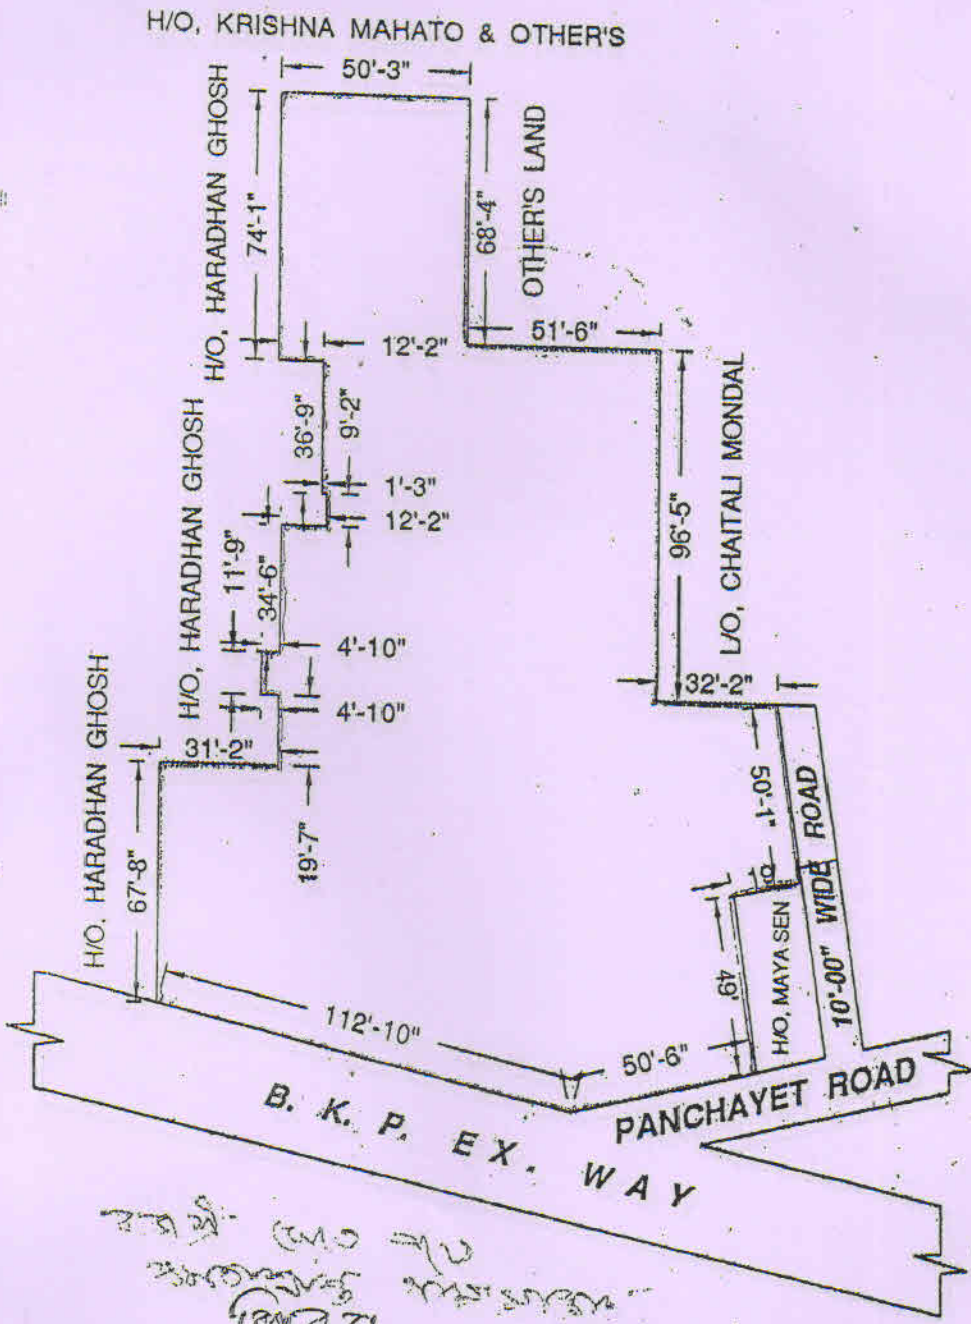 H/O, KRISHNA MAHATO & OTHER'S
50'-3"
H/O, HARADHAN GHOSH
74'-1"
68'-4"
OTHER'S LAND
51'-6"
12'-2"
36'-9"
9'-2"
1'-3"
12'-2"
H/O, HARADHAN GHOSH
11'-9"
34'-6"
4'-10"
4'-10"
96'-5"
L/O, CHAITALI MONDAL
32'-2"
31'-2"
H/O, HARADHAN GHOSH
67'-8"
19'-7"
50'-1"
10'-00" WIDE ROAD
49'
H/O, MAYA SEN
112'-10"
50'-6"
PANCHAYET ROAD
B. K. P. EX. WAY